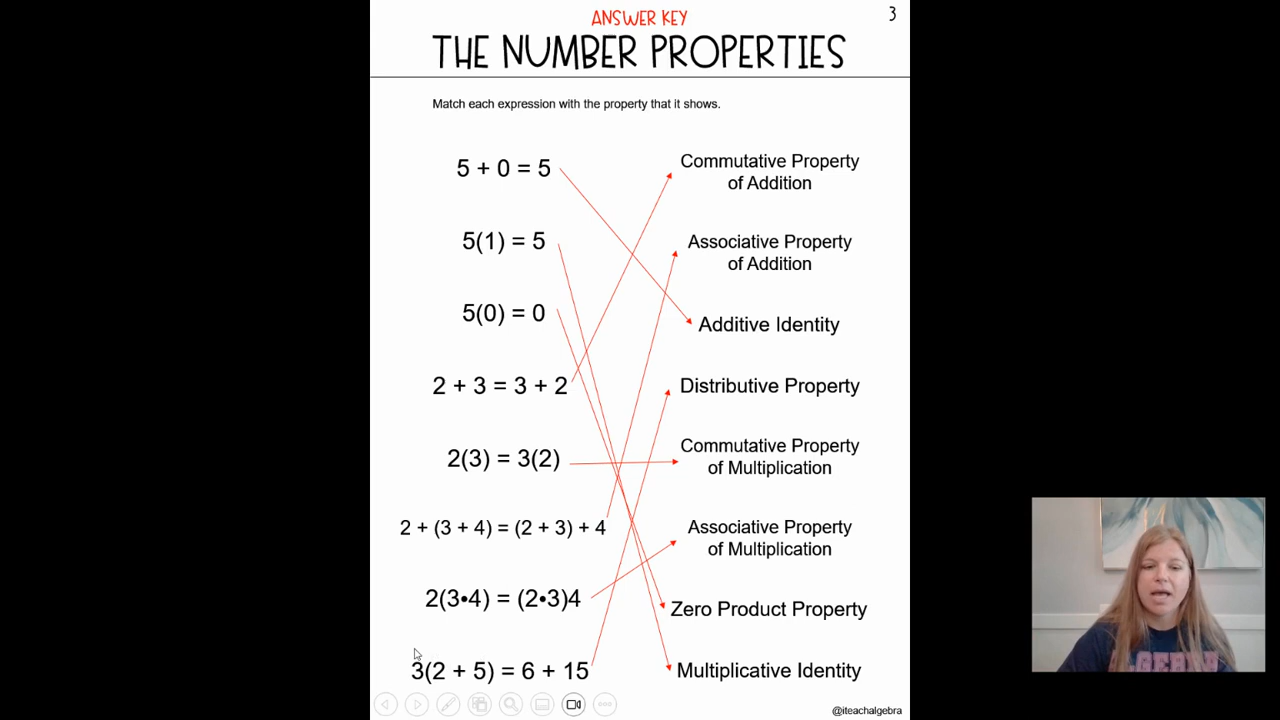 ANSWER KEY
3
THE NUMBER PROPERTIES
Match each expression with the property that it shows.
5 + 0 = 5
Commutative Property
of Addition
5(1) = 5
Associative Property
of Addition
5(0) = 0
Additive Identity
2 + 3 = 3 + 2
Distributive Property
2(3) = 3(2)
Commutative Property
of Multiplication
2 + (3 + 4) = (2 + 3) + 4
Associative Property
of Multiplication
2(3•4) = (2•3)4
Zero Product Property
3(2 + 5) = 6 + 15
Multiplicative Identity
@iteachalgebra